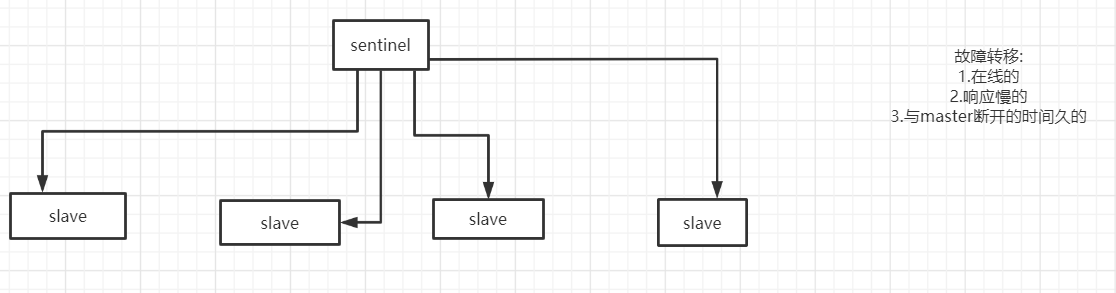 sentinel
故障转移:
1.在线的
2.响应慢的
3.与master断开的时间久的
slave
slave
slave
slave